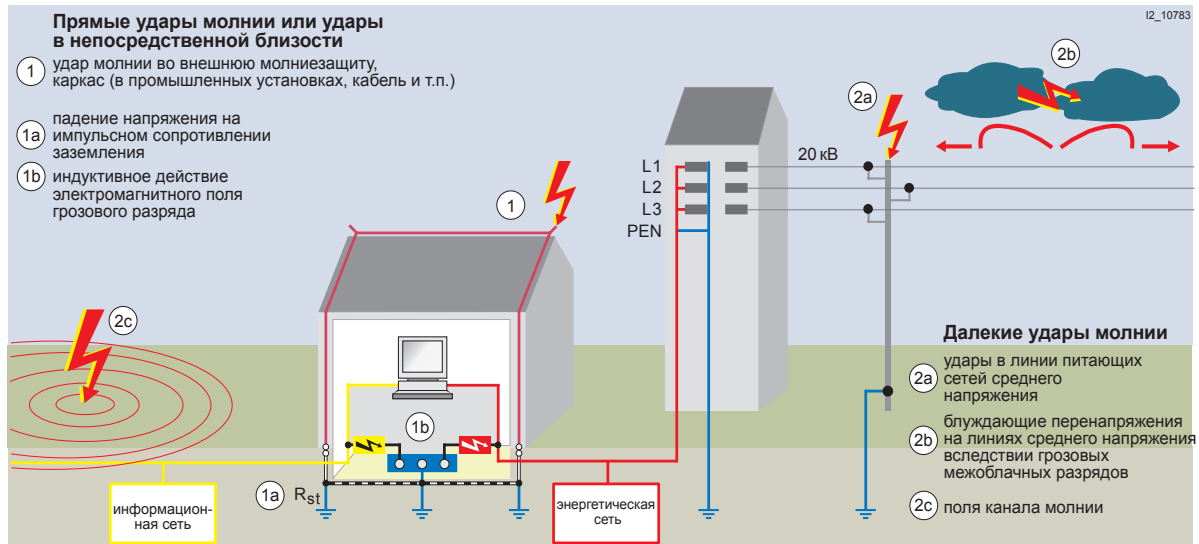 I2_10783
Прямые удары молнии или удары
в непосредственной близости
1 удар молнии во внешнюю молниезащиту,
каркас (в промышленных установках, кабель и т.п.)
1a падение напряжения на
импульсном сопротивлении
заземления
1b индуктивное действие
электромагнитного поля
грозового разряда
2b
2a
20 кВ
L1
L2
L3
PEN
1
2c
1b
1a Rst
информацион-
ная сеть
энергетическая
сеть
Далекие удары молнии
2a удары в линии питающих
сетей среднего
напряжения
2b блуждающие перенапряжения
на линиях среднего напряжения
вследствии грозовых
межоблачных разрядов
2c поля канала молнии